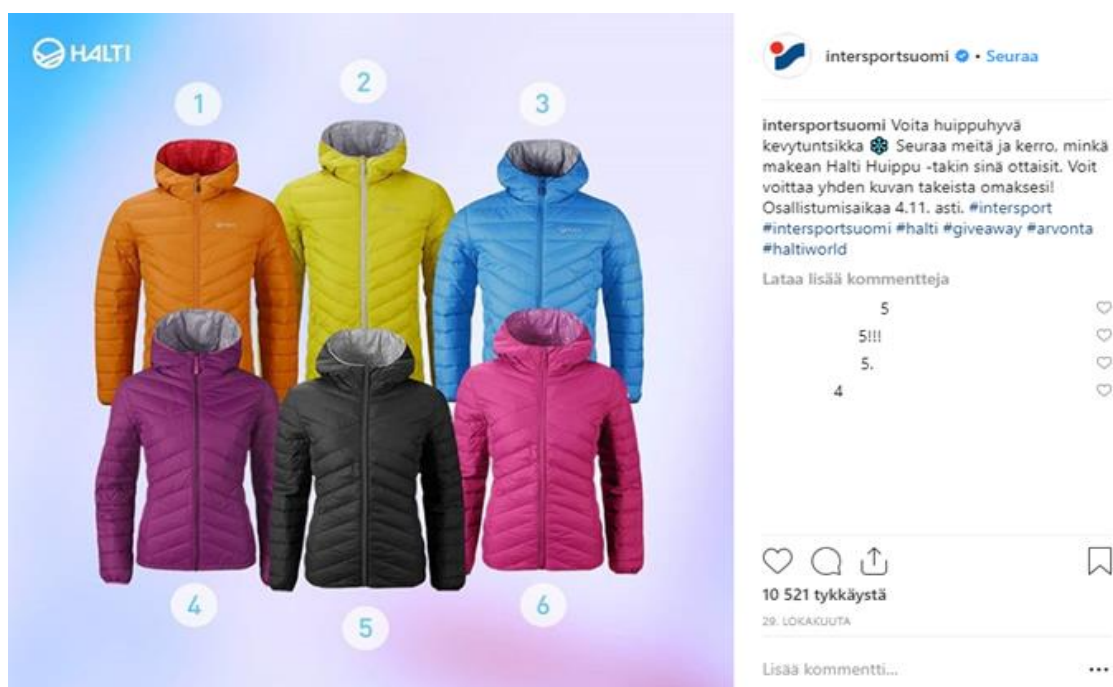 HALTI
1
2
3
4
5
6
intersportsuomi • Seuraa
intersportsuomi Voita huippuhyvä
kevytuntsikka Seuraa meitä ja kerro, minkä
makean Halti Huippu -takin sinä ottaisit. Voit
voittaa yhden kuvan takeista omaksesi!
Osallistumisaikaa 4.11. asti. #intersport
#intersportsuomi #halti #giveaway #arvonta
#haltiworld
Lataa lisää kommentteja
5
5!!!
5.
4
10 521 tykkäystä
29. LOKAKUUTA
Lisää kommentti...